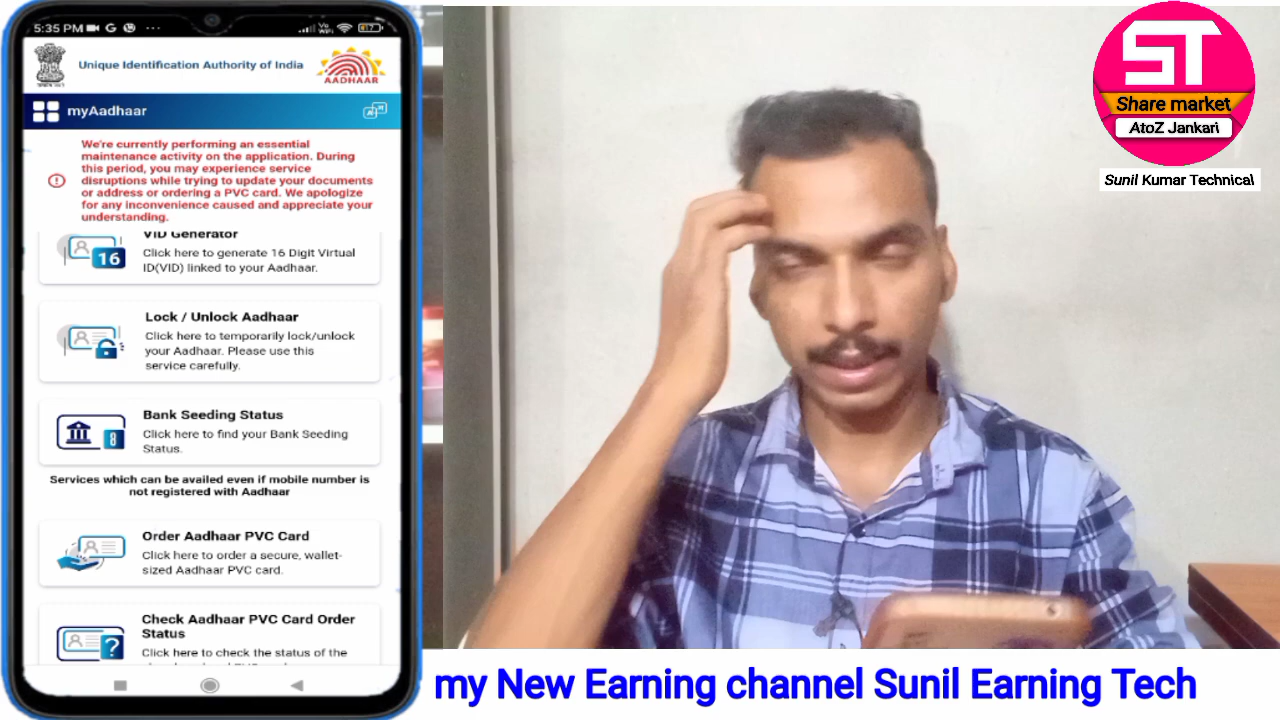 5:35 PM
Unique Identification Authority of India
AADHAAR
myAadhaar
We're currently performing an essential
maintenance activity on the application. During
this period, you may experience service
disruptions while trying to update your documents
or address or ordering a PVC card. We apologize
for any inconvenience caused and appreciate your
understanding.
VID Generator
Click here to generate 16 Digit Virtual
ID(VID) linked to your Aadhaar.
16
Lock / Unlock Aadhaar
Click here to temporarily lock/unlock
your Aadhaar. Please use this
service carefully.
Bank Seeding Status
Click here to find your Bank Seeding
Status.
8
Services which can be availed even if mobile number is
not registered with Aadhaar
Order Aadhaar PVC Card
Click here to order a secure, wallet-
sized Aadhaar PVC card.
Check Aadhaar PVC Card Order
Status
Click here to check the status of the
?
ST
Share market
AtoZ Jankari
Sunil Kumar Technical
my New Earning channel Sunil Earning Tech